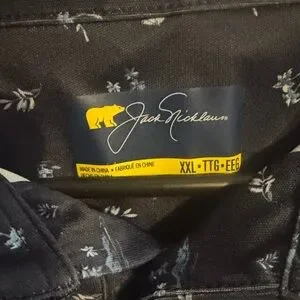 Jack Nicklaus
MADE IN CHINA • FABRIQUÉ EN CHINE
XXL • TTG • EEG